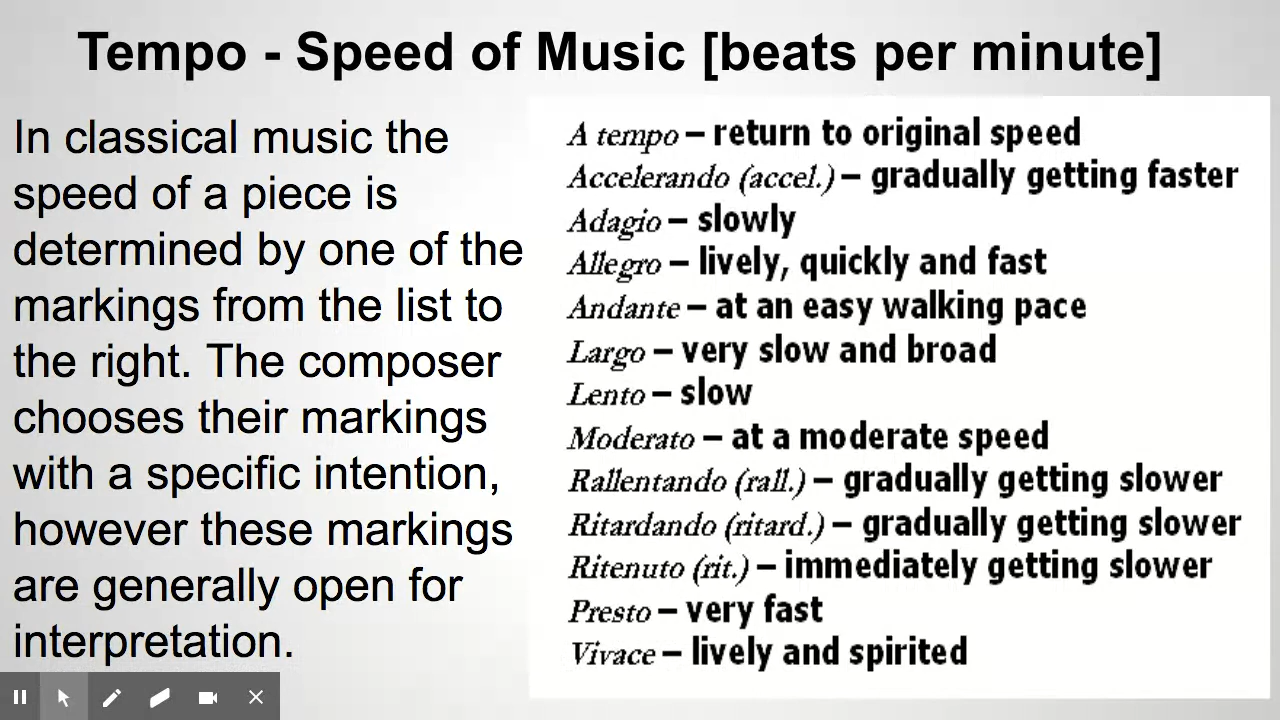 Tempo - Speed of Music [beats per minute]
In classical music the
speed of a piece is
determined by one of the
markings from the list to
the right. The composer
chooses their markings
with a specific intention,
however these markings
are generally open for
interpretation.
A tempo – return to original speed
Accelerando (accel.) – gradually getting faster
Adagio – slowly
Allegro – lively, quickly and fast
Andante – at an easy walking pace
Largo – very slow and broad
Lento – slow
Moderato – at a moderate speed
Rallentando (rall.) – gradually getting slower
Ritardando (ritard.) – gradually getting slower
Ritenuto (rit.) – immediately getting slower
Presto – very fast
Vivace – lively and spirited